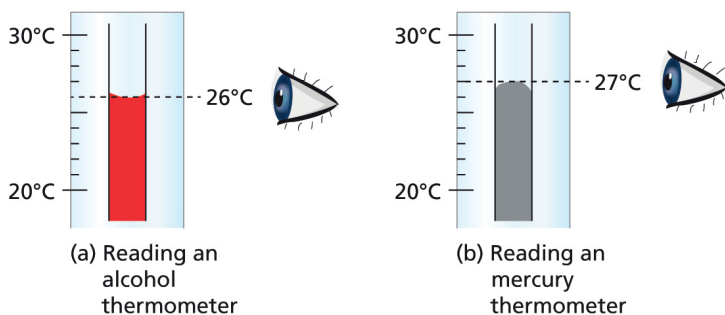 30°C
26°C
20°C
(a) Reading an
alcohol
thermometer
30°C
27°C
20°C
(b) Reading an
mercury
thermometer